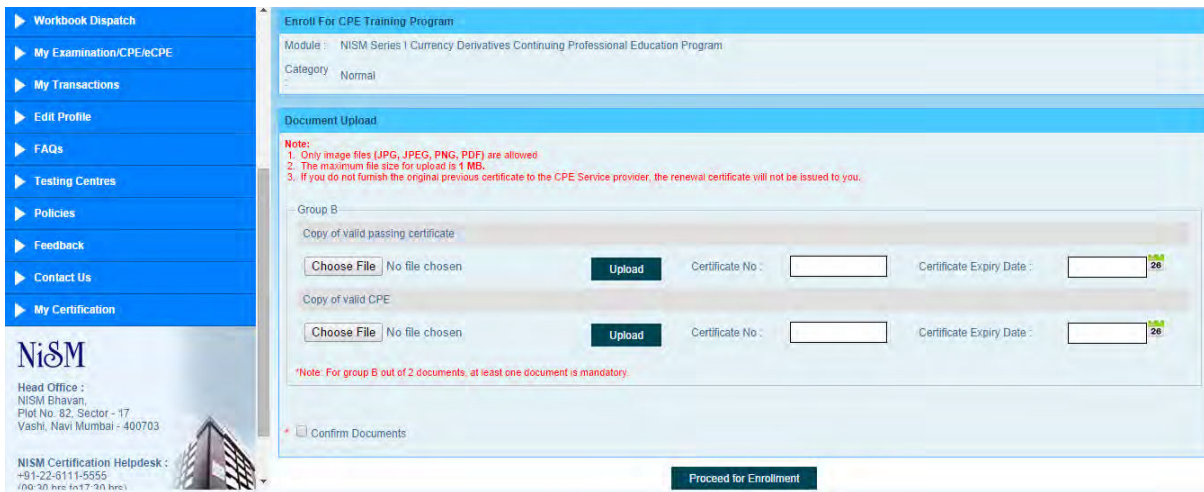 Workbook Dispatch
My Examination/CPE/eCPE
My Transactions
Edit Profile
FAQs
Testing Centres
Policies
Feedback
Contact Us
My Certification
NiSM
Head Office :
NISM Bhavan,
Plot No. 82, Sector - 17
Vashi, Navi Mumbai - 400703
NISM Certification Helpdesk :
+91-22-6111-5555
(09:30 hrs to17:30 hrs)
Enroll For CPE Training Program
Module : NISM Series I Currency Derivatives Continuing Professional Education Program
Category : Normal
Document Upload
Note:
1. Only image files (JPG, JPEG, PNG, PDF) are allowed
2. The maximum file size for upload is 1 MB.
3. If you do not furnish the original previous certificate to the CPE Service provider, the renewal certificate will not be issued to you.
Group B
Copy of valid passing certificate
Choose File No file chosen Upload Certificate No : Certificate Expiry Date : 26
Copy of valid CPE
Choose File No file chosen Upload Certificate No : Certificate Expiry Date : 26
*Note: For group B out of 2 documents, at least one document is mandatory.
* Confirm Documents
Proceed for Enrollment